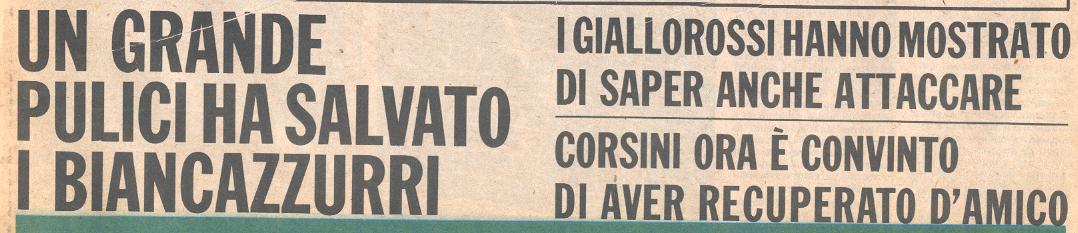 UN GRANDE
PULICI HA SALVATO
I BIANCAZZURRI
I GIALLOROSSI HANNO MOSTRATO
DI SAPER ANCHE ATTACCARE
CORSINI ORA È CONVINTO
DI AVER RECUPERATO D'AMICO